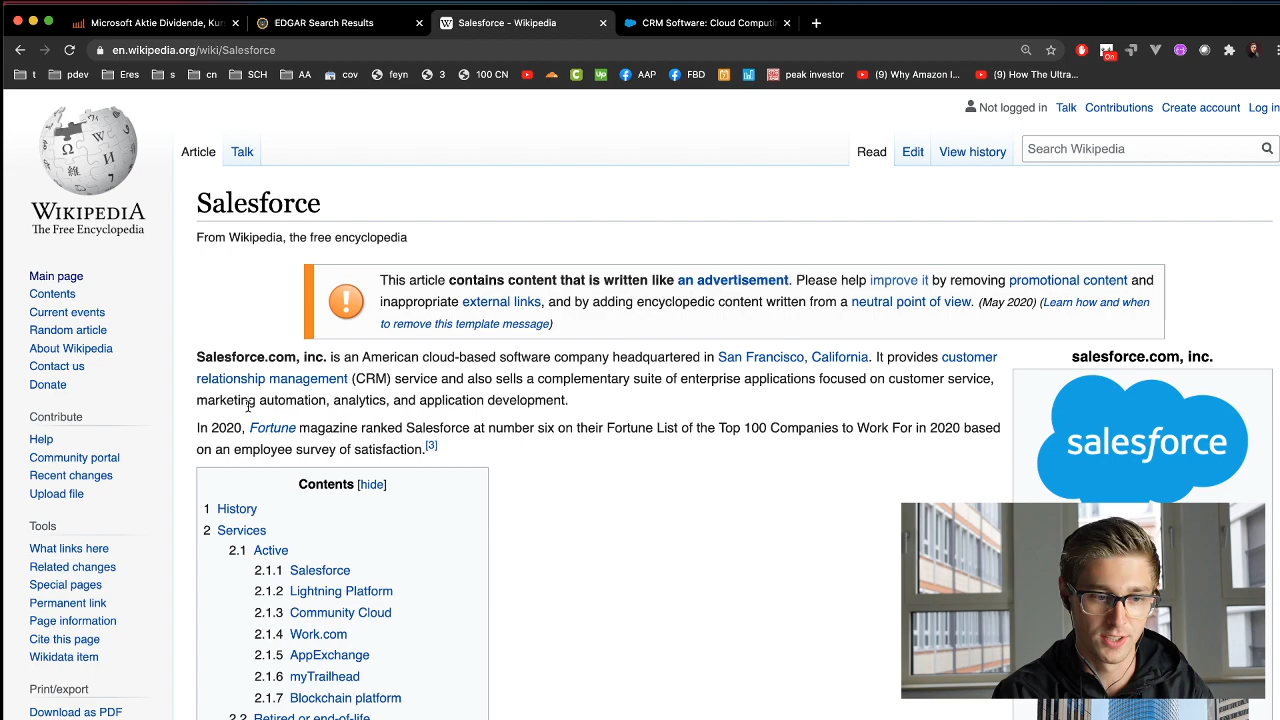 Microsoft Aktie Dividende, Kur
EDGAR Search Results
Salesforce - Wikipedia
CRM Software: Cloud Computi
en.wikipedia.org/wiki/Salesforce
On
t
pdev
Eres
s
cn
SCH
AA
cov
feyn
3
100 CN
AAP
FBD
peak investor
(9) Why Amazon I...
(9) How The Ultra...
Not logged in Talk Contributions Create account Log in
Article Talk
Read Edit View history
Search Wikipedia
WIKIPEDIA
The Free Encyclopedia
Main page
Contents
Current events
Random article
About Wikipedia
Contact us
Donate
Contribute
Help
Community portal
Recent changes
Upload file
Tools
What links here
Related changes
Special pages
Permanent link
Page information
Cite this page
Wikidata item
Print/export
Download as PDF
Salesforce
From Wikipedia, the free encyclopedia
This article contains content that is written like an advertisement. Please help improve it by removing promotional content and
inappropriate external links, and by adding encyclopedic content written from a neutral point of view. (May 2020) (Learn how and when
to remove this template message)
Salesforce.com, inc. is an American cloud-based software company headquartered in San Francisco, California. It provides customer
relationship management (CRM) service and also sells a complementary suite of enterprise applications focused on customer service,
marketing automation, analytics, and application development.
In 2020, Fortune magazine ranked Salesforce at number six on their Fortune List of the Top 100 Companies to Work For in 2020 based
on an employee survey of satisfaction.[3]
Contents [hide]
1 History
2 Services
2.1 Active
2.1.1 Salesforce
2.1.2 Lightning Platform
2.1.3 Community Cloud
2.1.4 Work.com
2.1.5 AppExchange
2.1.6 myTrailhead
2.1.7 Blockchain platform
2.2 Retired or end-of-life
salesforce.com, inc.
salesforce